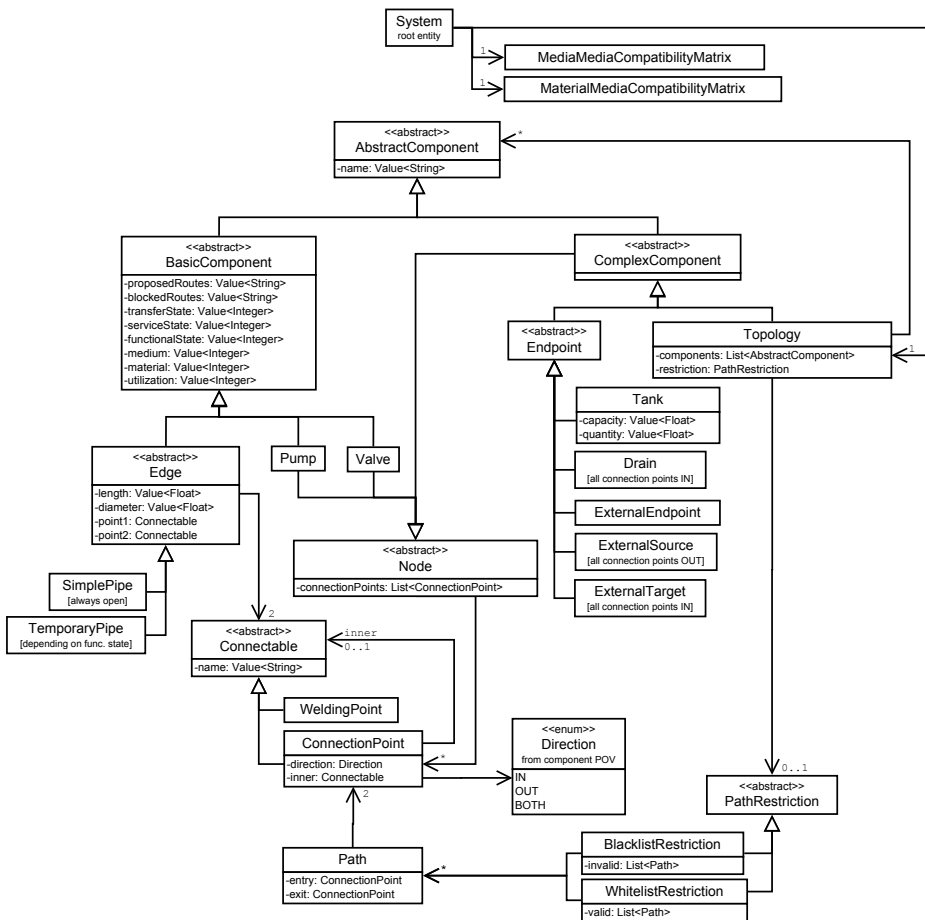 System
root entity
1
MediaMediaCompatibilityMatrix
1
MaterialMediaCompatibilityMatrix
<<abstract>>
AbstractComponent
-name: Value<String>
*
<<abstract>>
BasicComponent
-proposedRoutes: Value<String>
-blockedRoutes: Value<String>
-transferState: Value<Integer>
-serviceState: Value<Integer>
-functionalState: Value<Integer>
-medium: Value<Integer>
-material: Value<Integer>
-utilization: Value<Integer>
<<abstract>>
ComplexComponent
<<abstract>>
Endpoint
Topology
-components: List<AbstractComponent>
-restriction: PathRestriction
1
Tank
-capacity: Value<Float>
-quantity: Value<Float>
Drain
[all connection points IN]
ExternalEndpoint
ExternalSource
[all connection points OUT]
ExternalTarget
[all connection points IN]
<<abstract>>
Edge
-length: Value<Float>
-diameter: Value<Float>
-point1: Connectable
-point2: Connectable
Pump
Valve
<<abstract>>
Node
-connectionPoints: List<ConnectionPoint>
SimplePipe
[always open]
TemporaryPipe
[depending on func. state]
2
<<abstract>>
Connectable
-name: Value<String>
inner
0..1
WeldingPoint
ConnectionPoint
-direction: Direction
-inner: Connectable
*
2
<<enum>>
Direction
from component POV
IN
OUT
BOTH
0..1
<<abstract>>
PathRestriction
Path
-entry: ConnectionPoint
-exit: ConnectionPoint
*
BlacklistRestriction
-invalid: List<Path>
WhitelistRestriction
-valid: List<Path>